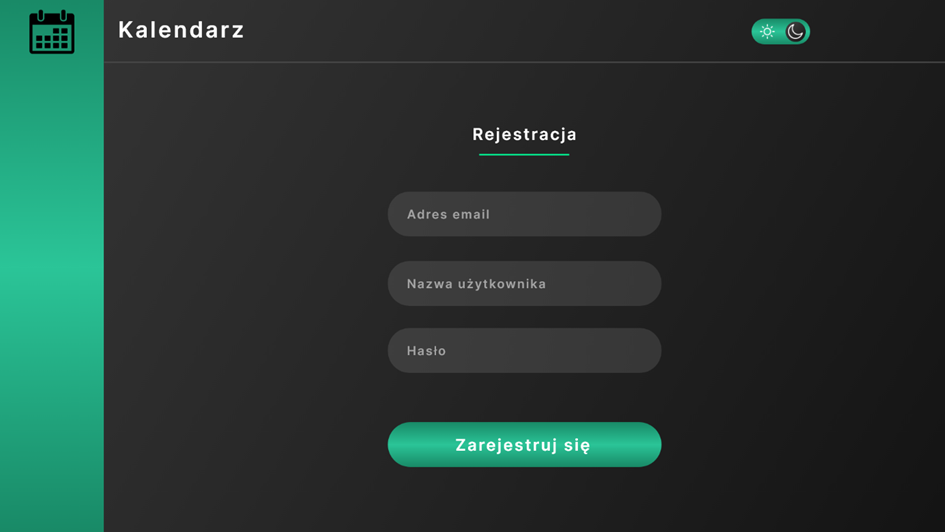 Kalendarz
Rejestracja
Adres email
Nazwa użytkownika
Hasło
Zarejestruj się